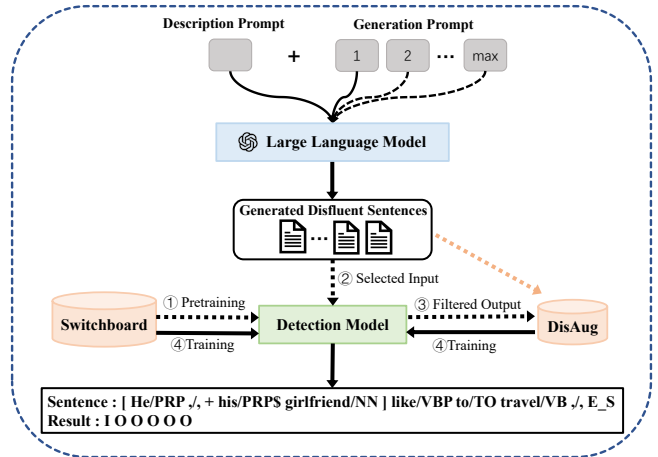 Description Prompt Generation Prompt
+ 1 2 ... max
Large Language Model
Generated Disfluent Sentences
...
② Selected Input
① Pretraining ③ Filtered Output
Switchboard Detection Model DisAug
④Training ④Training
Sentence : [ He/PRP ,/, + his/PRP$ girlfriend/NN ] like/VBP to/TO travel/VB ,/, E_S
Result : I O O O O O